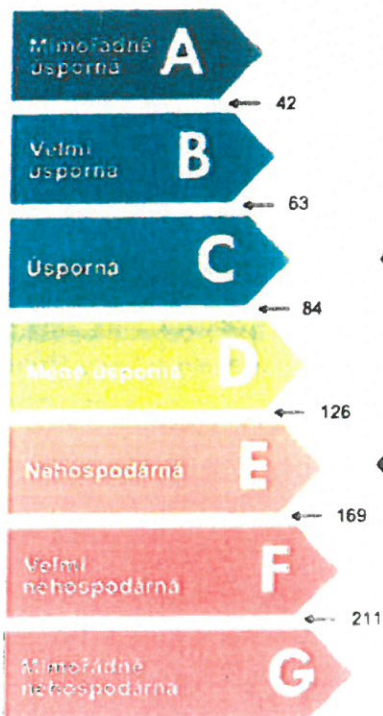 Mimořádně
úsporná
A
42
Velmi
úsporná
B
63
Úsporná
C
84
Méně úsporná
D
126
Nehospodárná
E
169
Velmi
nehospodárná
F
211
Mimořádně
nehospodárná
G